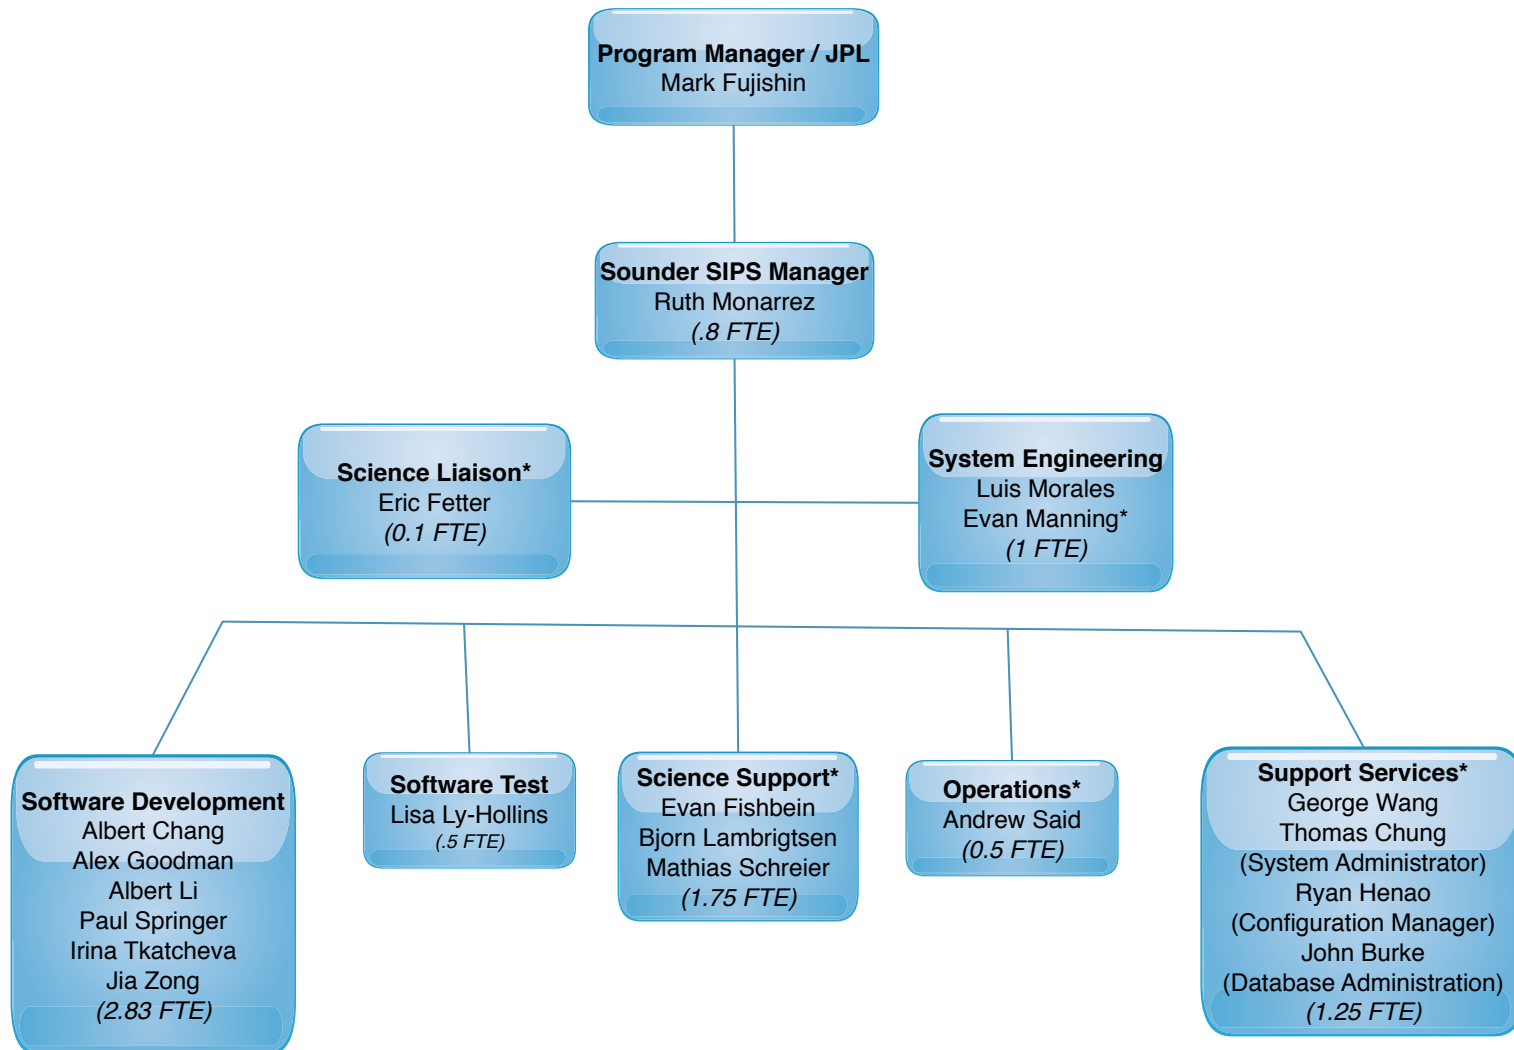 Program Manager / JPL
Mark Fujishin
Sounder SIPS Manager
Ruth Monarrez
(.8 FTE)
Science Liaison*
Eric Fetter
(0.1 FTE)
System Engineering
Luis Morales
Evan Manning*
(1 FTE)
Software Development
Albert Chang
Alex Goodman
Albert Li
Paul Springer
Irina Tkatcheva
Jia Zong
(2.83 FTE)
Software Test
Lisa Ly-Hollins
(.5 FTE)
Science Support*
Evan Fishbein
Bjorn Lambrigtsen
Mathias Schreier
(1.75 FTE)
Operations*
Andrew Said
(0.5 FTE)
Support Services*
George Wang
Thomas Chung
(System Administrator)
Ryan Henao
(Configuration Manager)
John Burke
(Database Administration)
(1.25 FTE)